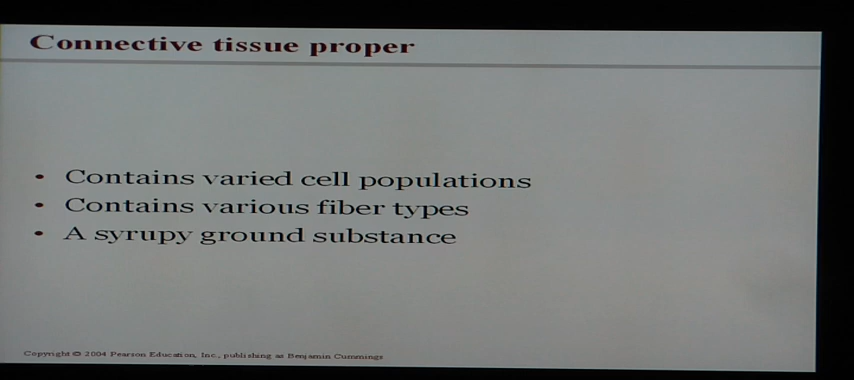 Connective tissue proper
• Contains varied cell populations
• Contains various fiber types
• A syrupy ground substance
Copyright © 2004 Pearson Education, Inc., publishing as Benjamin Cummings